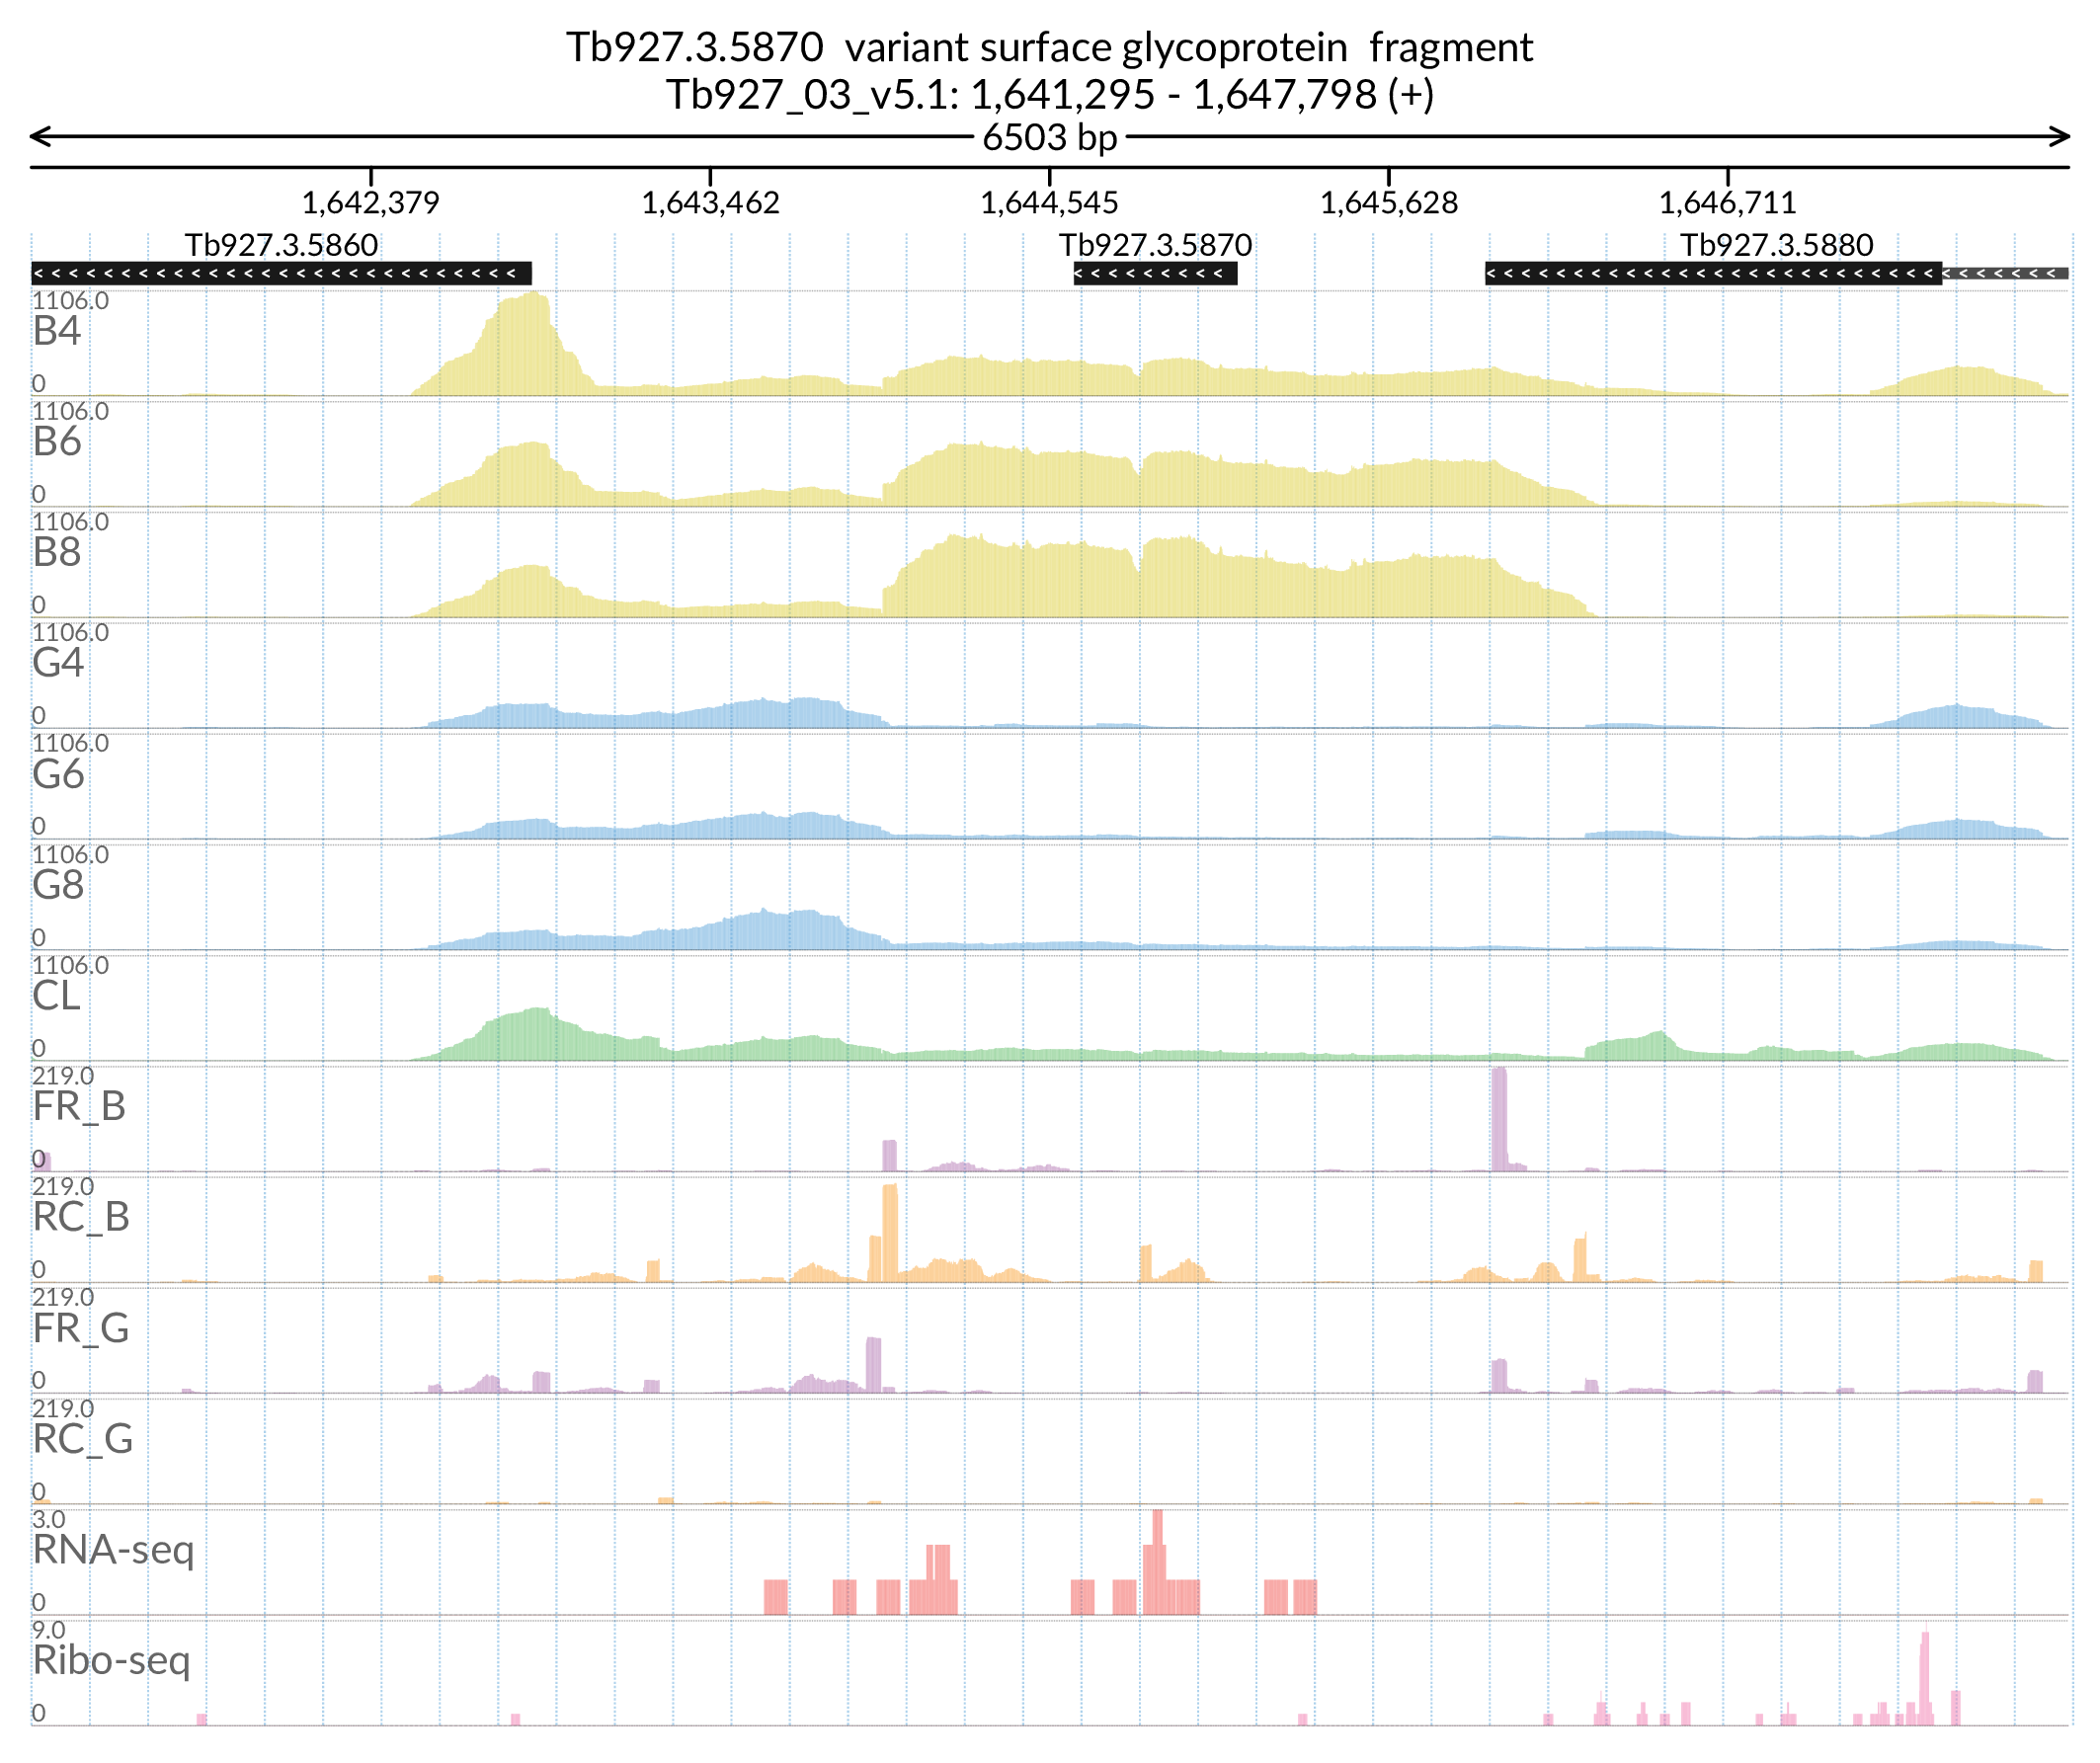 Tb927.3.5870 variant surface glycoprotein fragment
Tb927_03_v5.1: 1,641,295 - 1,647,798 (+)
6503 bp
1,642,379 1,643,462 1,644,545 1,645,628 1,646,711
Tb927.3.5860 Tb927.3.5870 Tb927.3.5880
1106.0
B4
0
1106.0
B6
0
1106.0
B8
0
1106.0
G4
0
1106.0
G6
0
1106.0
G8
0
1106.0
CL
0
219.0
FR_B
0
219.0
RC_B
0
219.0
FR_G
0
219.0
RC_G
0
3.0
RNA-seq
0
9.0
Ribo-seq
0